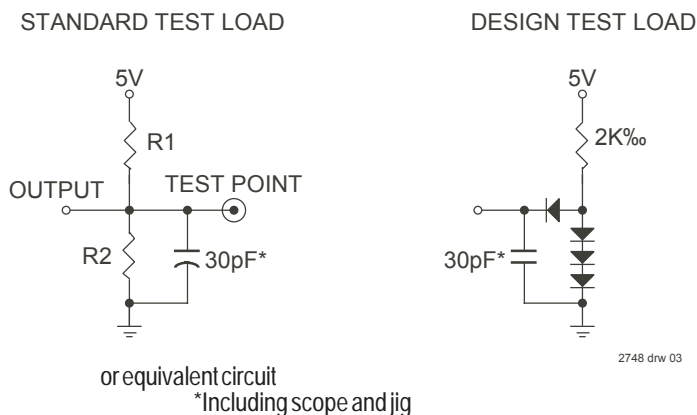 STANDARD TEST LOAD
5V
R1
OUTPUT
TEST POINT
R2
30pF*
DESIGN TEST LOAD
5V
2K‰
30pF*
2748 drw 03
or equivalent circuit
*Including scope and jig